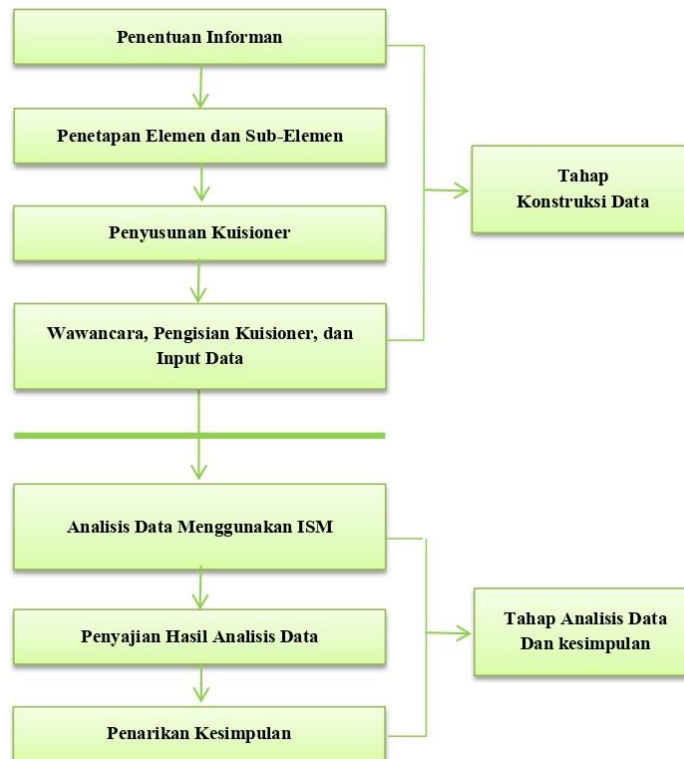 Penentuan Informan
Penetapan Elemen dan Sub-Elemen
Tahap
Konstruksi Data
Penyusunan Kuisioner
Wawancara, Pengisian Kuisioner, dan
Input Data
Analisis Data Menggunakan ISM
Tahap Analisis Data
Dan kesimpulan
Penyajian Hasil Analisis Data
Penarikan Kesimpulan